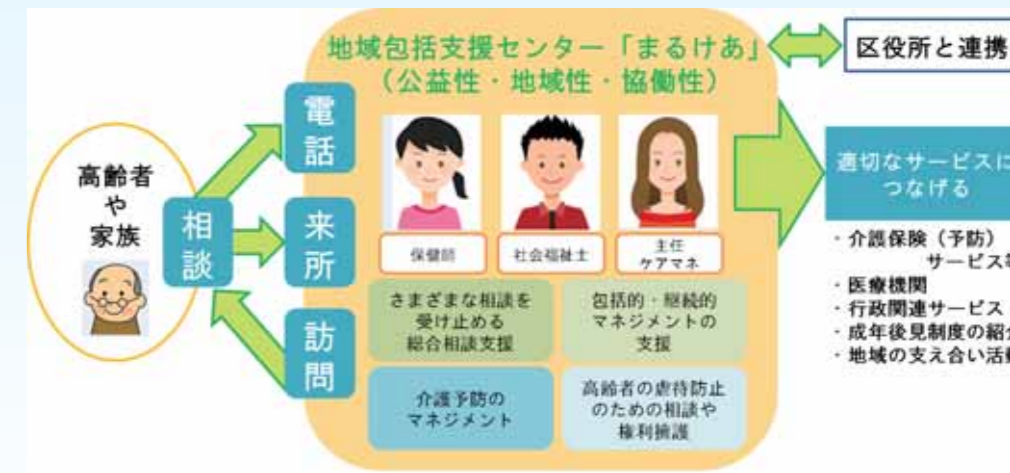 地域包括支援センター「まるけあ」
（公益性・地域性・協働性）
区役所と連携
高齢者
や
家族
相談
電話
来所
訪問
保健師
社会福祉士
主任
ケアマネ
さまざまな相談を
受け止める
総合相談支援
包括的・継続的
マネジメントの
支援
介護予防の
マネジメント
高齢者の虐待防止
のための相談や
権利擁護
適切なサービスに
つなげる
・介護保険（予防）
サービス等
・医療機関
・行政関連サービス
・成年後見制度の紹介
・地域の支え合い活動